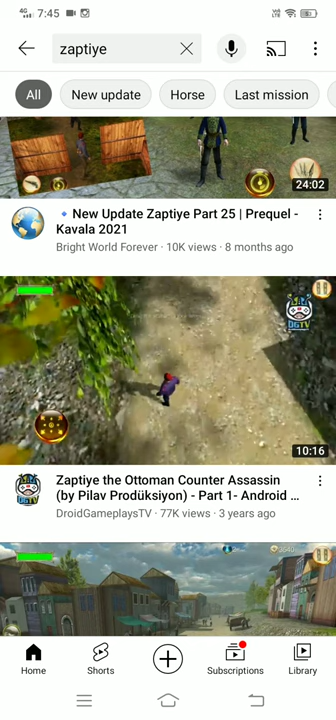 4G 7:45
zaptiye
All
New update
Horse
Last mission
24:02
🔹New Update Zaptiye Part 25 | Prequel -
Kavala 2021
Bright World Forever · 10K views · 8 months ago
DGTV
10:16
Zaptiye the Ottoman Counter Assassin
(by Pilav Prodüksiyon) - Part 1- Android ...
DroidGameplaysTV · 77K views · 3 years ago
Home
Shorts
Subscriptions
Library